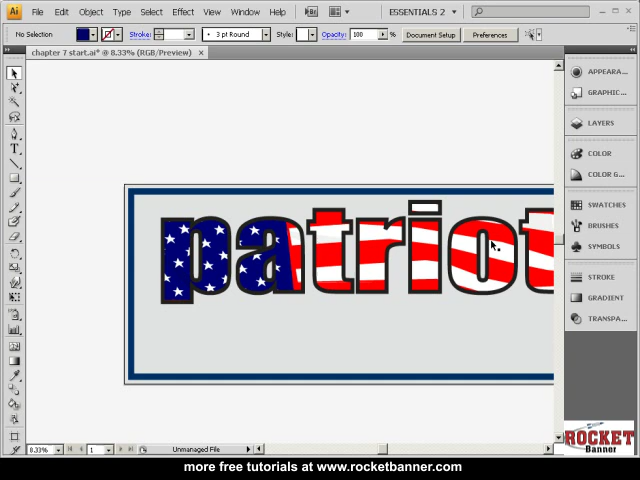 Ai File Edit Object Type Select Effect View Window Help Br ESSENTIALS 2
No Selection Stroke: 3 pt Round Style: Opacity: 100 % Document Setup Preferences
chapter 7 start.ai* @ 8.33% (RGB/Preview) ×
APPEARA...
GRAPHIC...
LAYERS
COLOR
COLOR G...
SWATCHES
BRUSHES
SYMBOLS
STROKE
GRADIENT
TRANSPA...
patriot
ROCKET
Banner
8.33% 1 Unmanaged File
more free tutorials at www.rocketbanner.com